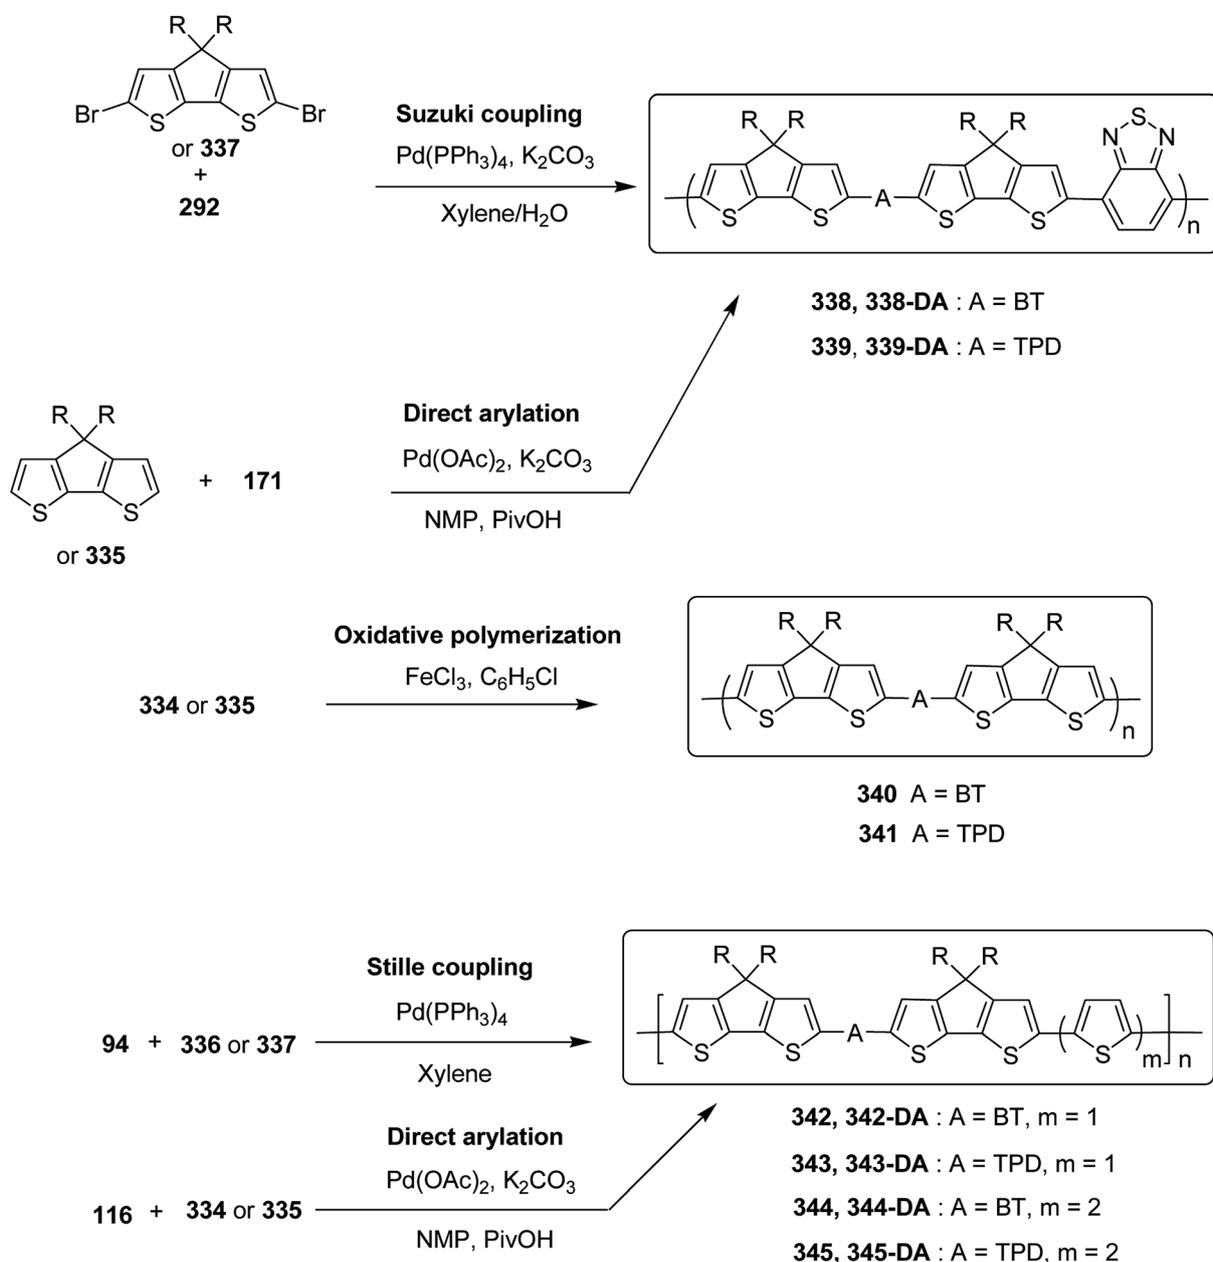 R R
Br S S Br
or 337
+
292
Suzuki coupling
Pd(PPh3)4, K2CO3
Xylene/H2O
R R R R S
N N
( S S A S S )n
338, 338-DA : A = BT
339, 339-DA : A = TPD
R R
S S
or 335
+ 171
Direct arylation
Pd(OAc)2, K2CO3
NMP, PivOH
334 or 335
Oxidative polymerization
FeCl3, C6H5Cl
R R R R
( S S A S S )n
340 A = BT
341 A = TPD
94 + 336 or 337
Stille coupling
Pd(PPh3)4
Xylene
116 + 334 or 335
Direct arylation
Pd(OAc)2, K2CO3
NMP, PivOH
R R R R
[ S S A S S ( S )m ]n
342, 342-DA : A = BT, m = 1
343, 343-DA : A = TPD, m = 1
344, 344-DA : A = BT, m = 2
345, 345-DA : A = TPD, m = 2